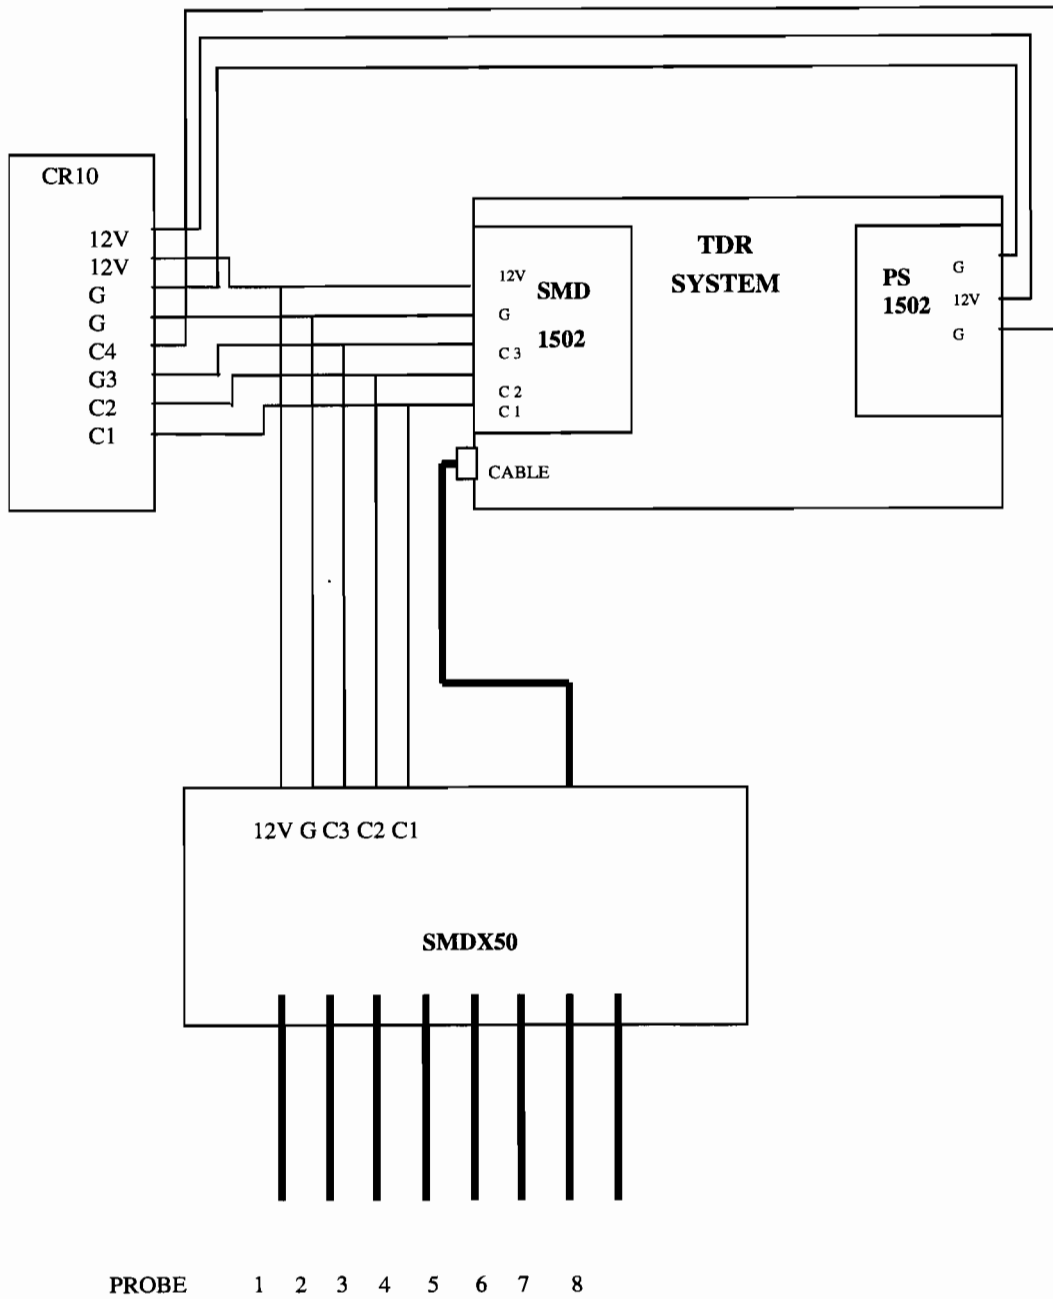 CR10
12V
12V
G
G
C4
G3
C2
C1
TDR
SYSTEM
12V
G
C 3
C 2
C 1
SMD
1502
PS
1502
G
12V
G
CABLE
12V G C3 C2 C1
SMDX50
PROBE 1 2 3 4 5 6 7 8